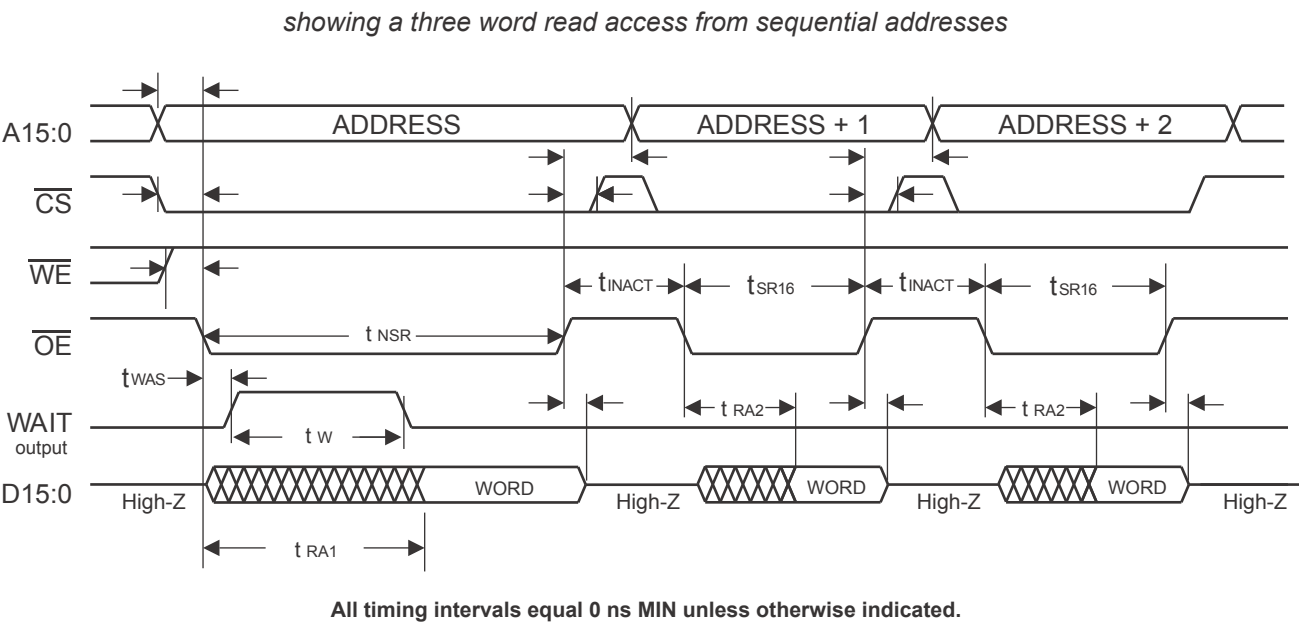 showing a three word read access from sequential addresses
A15:0 ADDRESS ADDRESS + 1 ADDRESS + 2
CS
WE
tINACT tSR16 tINACT tSR16
OE t NSR
tWAS
WAIT t RA2 t RA2
output t W
D15:0 High-Z WORD High-Z WORD High-Z WORD High-Z
t RA1
All timing intervals equal 0 ns MIN unless otherwise indicated.